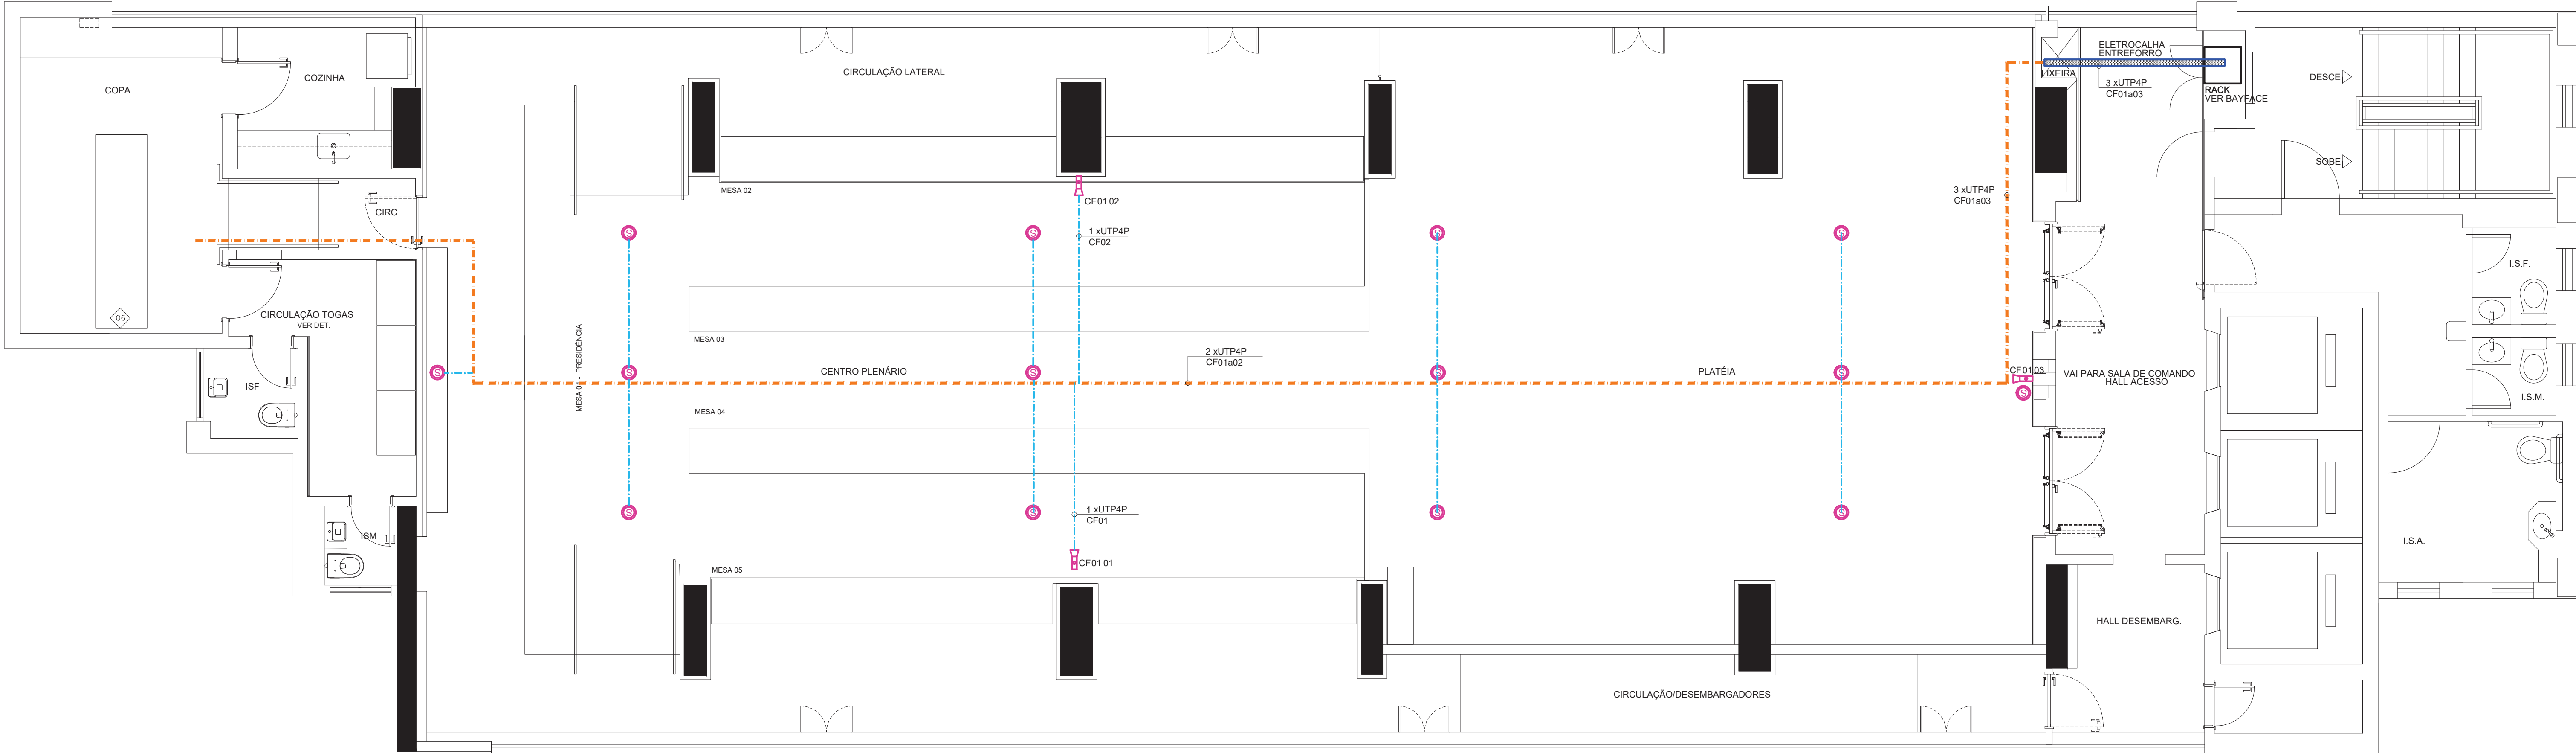 COPA
COZINHA
CIRCULAÇÃO LATERAL
ELETROCALHA
ENTREFORRO
LIXEIRA
3 xUTP4P
CF01a03
RACK
VER BAYFACE
DESCE
SOBE
MESA 02
CF01 02
CIRC.
3 xUTP4P
CF01a03
1 xUTP4P
CF02
S
S
S
S
I.S.F.
06
CIRCULAÇÃO TOGAS
VER DET.
MESA 03
2 xUTP4P
CF01a02
MESA 01 - PRESIDÊNCIA
S
S
S
CENTRO PLENÁRIO
S
PLATÉIA
S
CF01 03
S
VAI PARA SALA DE COMANDO
HALL ACESSO
ISF
MESA 04
I.S.M.
S
S
S
S
1 xUTP4P
CF01
ISM
I.S.A.
CF01 01
MESA 05
HALL DESEMBARG.
CIRCULAÇÃO/DESEMBARGADORES